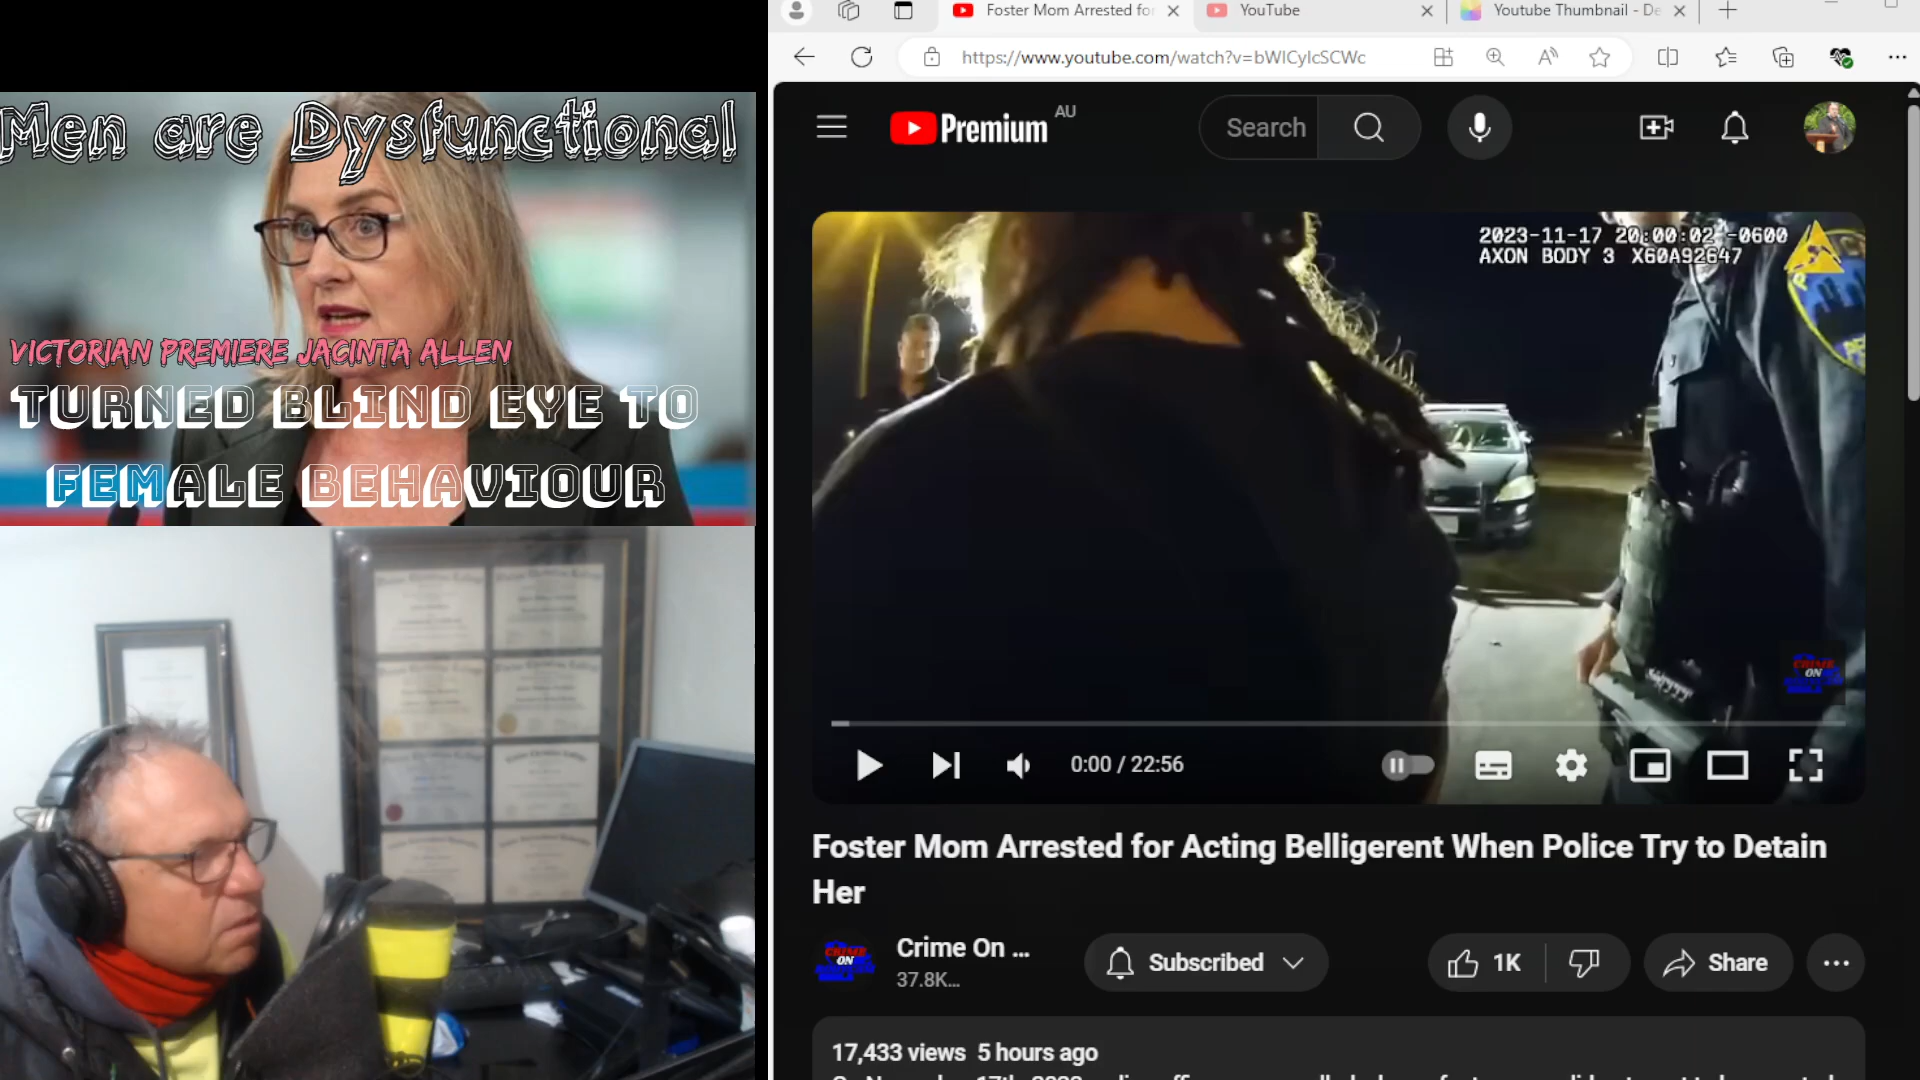 Men are Dysfunctional
VICTORIAN PREMIERE JACINTA ALLEN
TURNED BLIND EYE TO
FEMALE BEHAVIOUR
Foster Mom Arrested for
YouTube
Youtube Thumbnail - De
https://www.youtube.com/watch?v=bWICyIcSCWc
Premium AU
Search
2023-11-17 20:00:02 -0600
AXON BODY 3 X60A92647
CRIME
ON
0:00 / 22:56
Foster Mom Arrested for Acting Belligerent When Police Try to Detain
Her
Crime On ...
37.8K...
Subscribed
1K
Share
17,433 views 5 hours ago